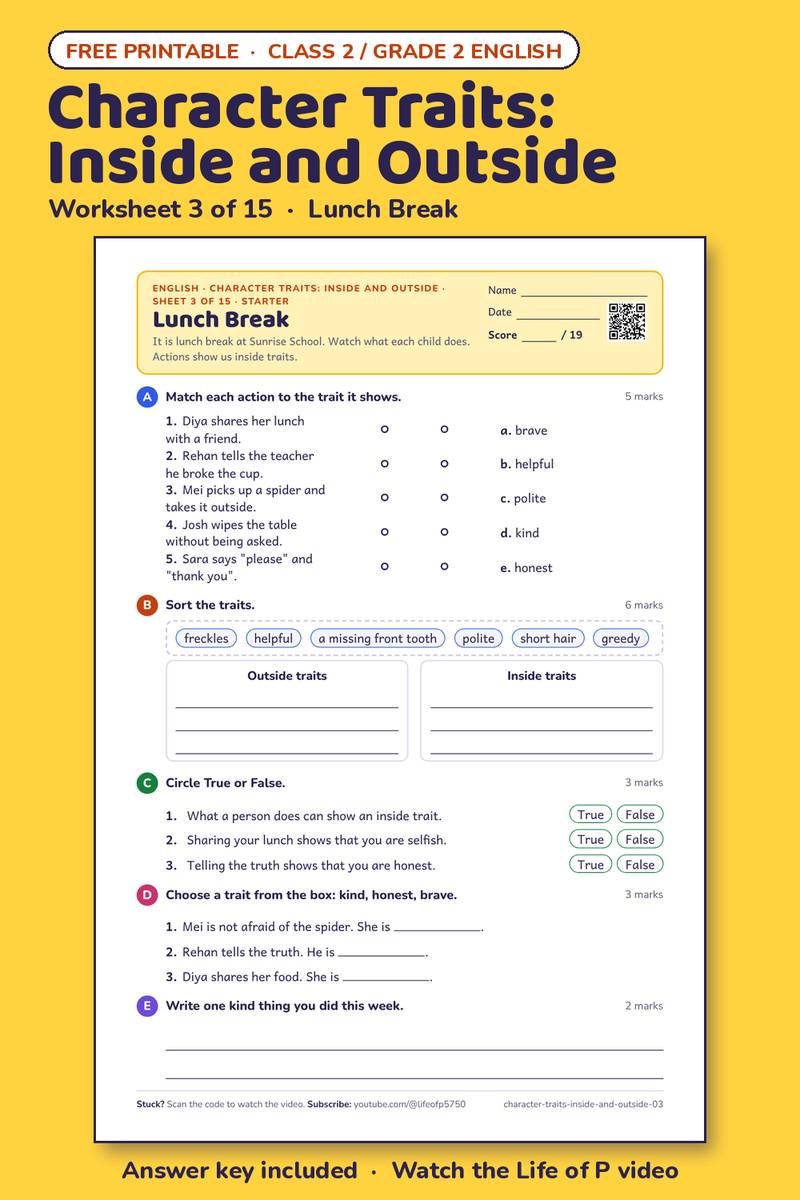 FREE PRINTABLE · CLASS 2 / GRADE 2 ENGLISH
Character Traits:
Inside and Outside
Worksheet 3 of 15 · Lunch Break
ENGLISH · CHARACTER TRAITS: INSIDE AND OUTSIDE ·
SHEET 3 OF 15 · STARTER
Lunch Break
It is lunch break at Sunrise School. Watch what each child does.
Actions show us inside traits.
Name
Date
Score / 19
A Match each action to the trait it shows. 5 marks
1. Diya shares her lunch
with a friend.
a. brave
2. Rehan tells the teacher
he broke the cup.
b. helpful
3. Mei picks up a spider and
takes it outside.
c. polite
4. Josh wipes the table
without being asked.
d. kind
5. Sara says "please" and
"thank you".
e. honest
B Sort the traits. 6 marks
freckles helpful a missing front tooth polite short hair greedy
Outside traits Inside traits
C Circle True or False. 3 marks
1. What a person does can show an inside trait. True False
2. Sharing your lunch shows that you are selfish. True False
3. Telling the truth shows that you are honest. True False
D Choose a trait from the box: kind, honest, brave. 3 marks
1. Mei is not afraid of the spider. She is ____________.
2. Rehan tells the truth. He is ____________.
3. Diya shares her food. She is ____________.
E Write one kind thing you did this week. 2 marks
Stuck? Scan the code to watch the video. Subscribe: youtube.com/@lifeofp5750 character-traits-inside-and-outside-03
Answer key included · Watch the Life of P video